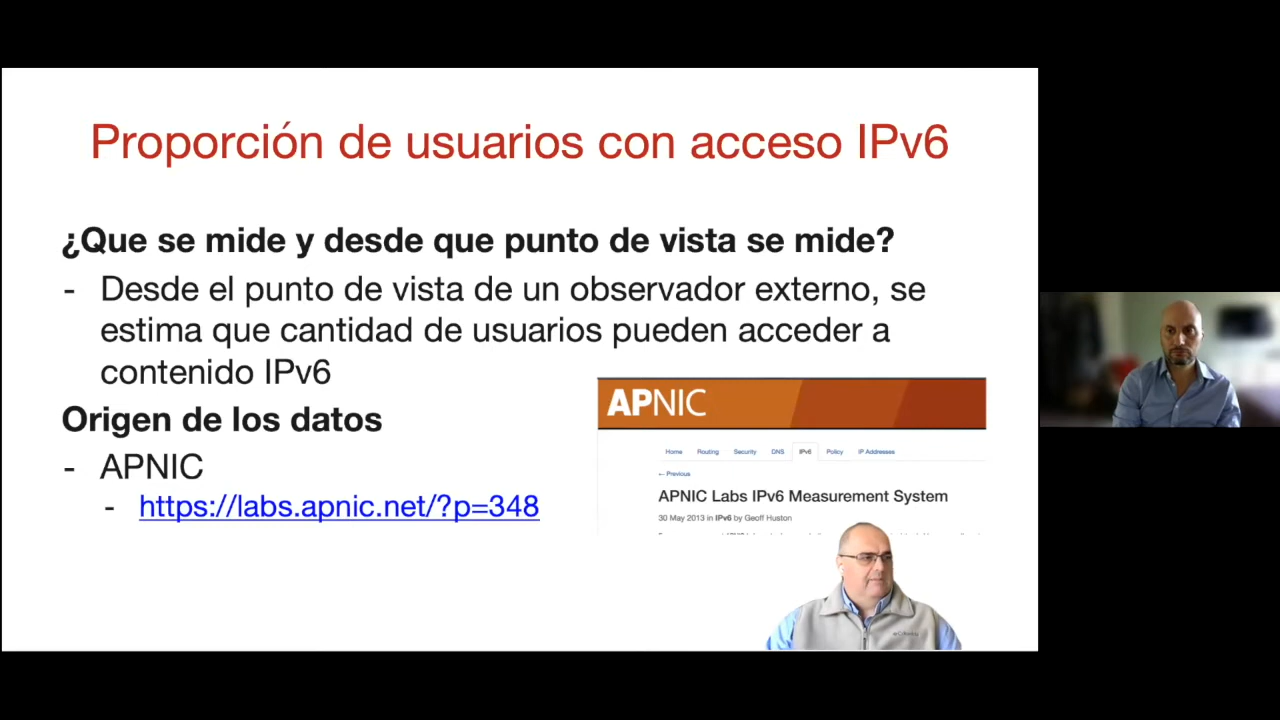 Proporción de usuarios con acceso IPv6
¿Que se mide y desde que punto de vista se mide?
- Desde el punto de vista de un observador externo, se
estima que cantidad de usuarios pueden acceder a
contenido IPv6
Origen de los datos
- APNIC
- https://labs.apnic.net/?p=348
APNIC
Home Routing Security DNS IPv6 Policy IP Addresses
← Previous
APNIC Labs IPv6 Measurement System
30 May 2013 in IPv6 by Geoff Huston